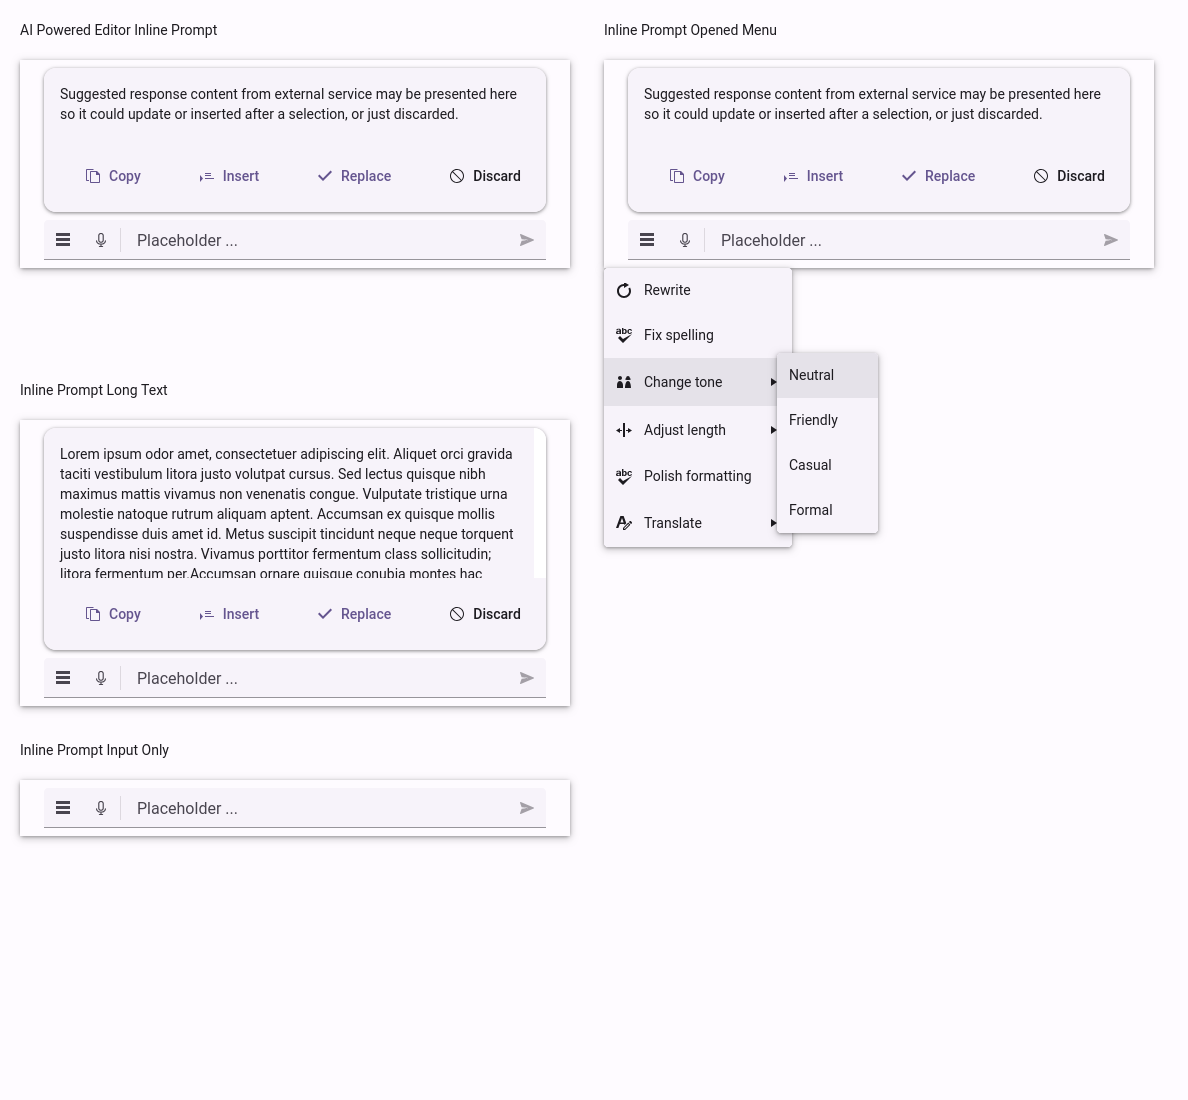 AI Powered Editor Inline Prompt
Suggested response content from external service may be presented here
so it could update or inserted after a selection, or just discarded.
Copy Insert Replace Discard
Placeholder ...
Inline Prompt Opened Menu
Suggested response content from external service may be presented here
so it could update or inserted after a selection, or just discarded.
Copy Insert Replace Discard
Placeholder ...
Rewrite
abc Fix spelling
Change tone
Adjust length
abc Polish formatting
Translate
Neutral
Friendly
Casual
Formal
Inline Prompt Long Text
Lorem ipsum odor amet, consectetuer adipiscing elit. Aliquet orci gravida
taciti vestibulum litora justo volutpat cursus. Sed lectus quisque nibh
maximus mattis vivamus non venenatis congue. Vulputate tristique urna
molestie natoque rutrum aliquam aptent. Accumsan ex quisque mollis
suspendisse duis amet id. Metus suscipit tincidunt neque neque torquent
justo litora nisi nostra. Vivamus porttitor fermentum class sollicitudin;
litora fermentum per.Accumsan ornare quisque conubia montes hac
Copy Insert Replace Discard
Placeholder ...
Inline Prompt Input Only
Placeholder ...